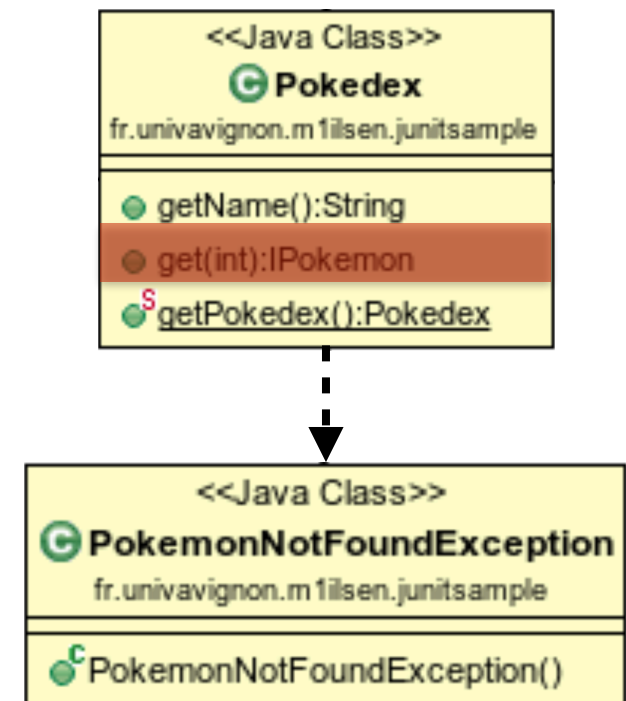 <<Java Class>>
C Pokedex
fr.univavignon.m1ilsen.junitsample
getName():String
get(int):IPokemon
S getPokedex():Pokedex
<<Java Class>>
C PokemonNotFoundException
fr.univavignon.m1ilsen.junitsample
C PokemonNotFoundException()